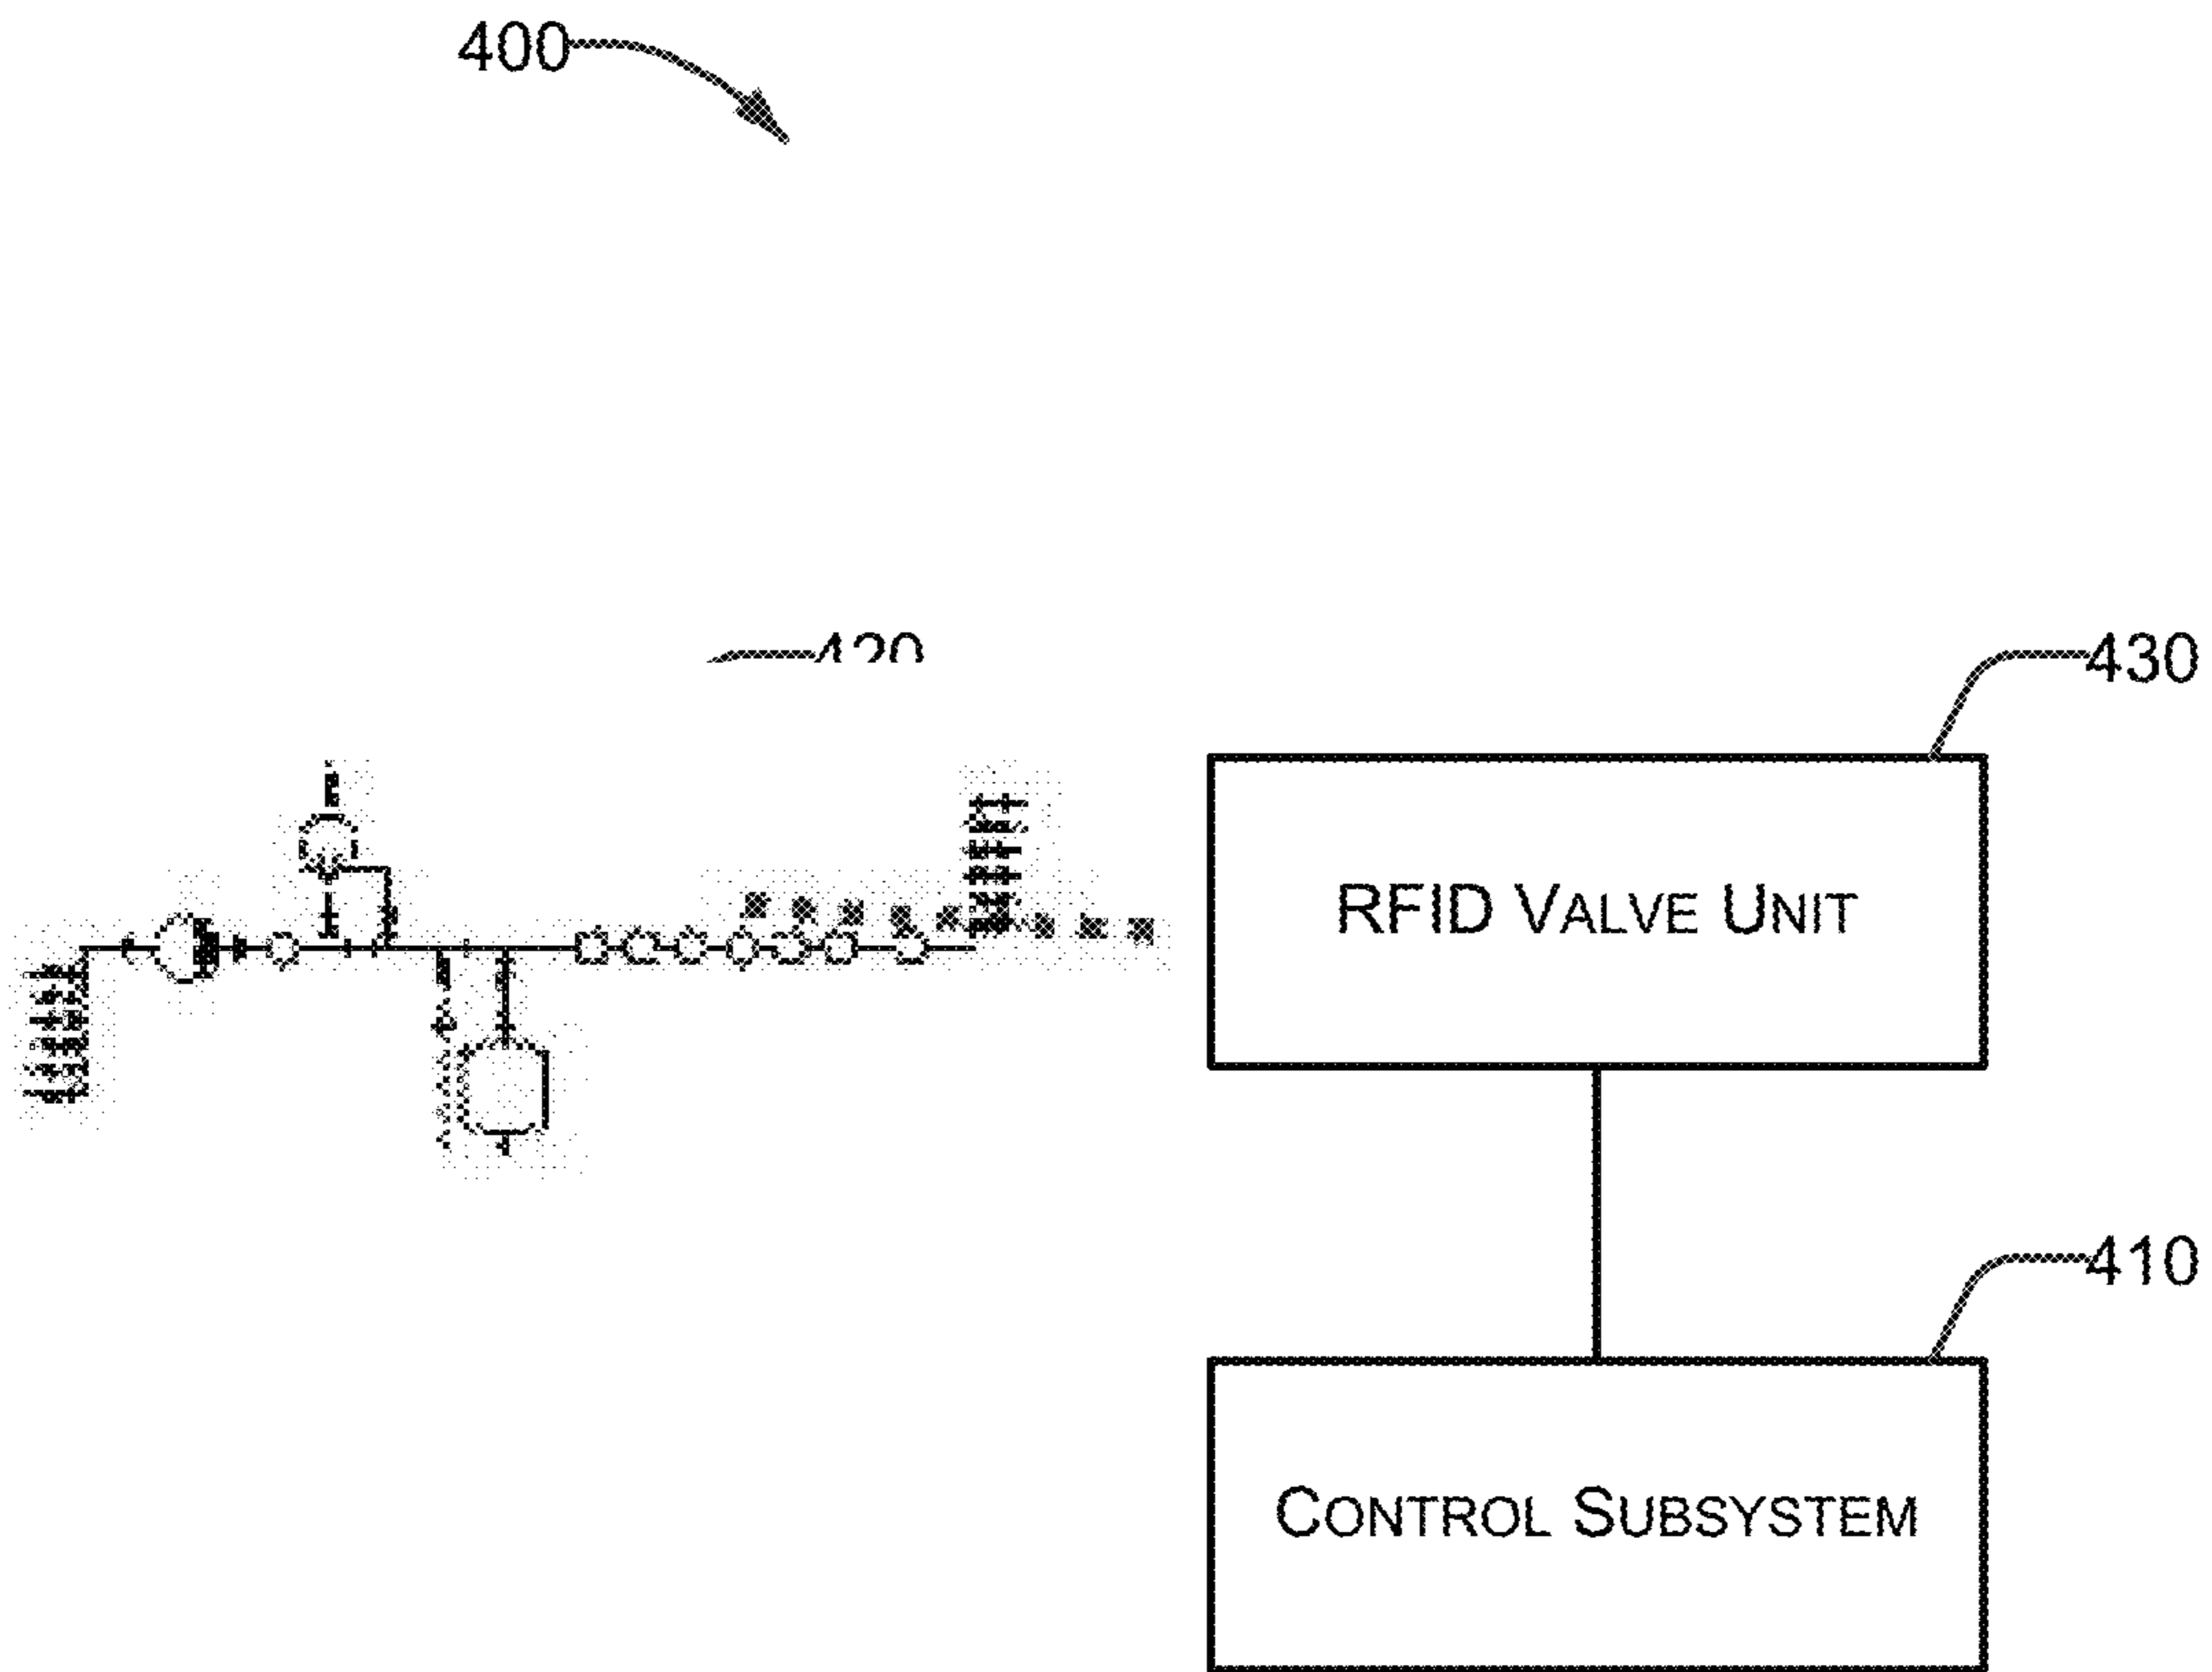 400
430
RFID VALVE UNIT
410
CONTROL SUBSYSTEM